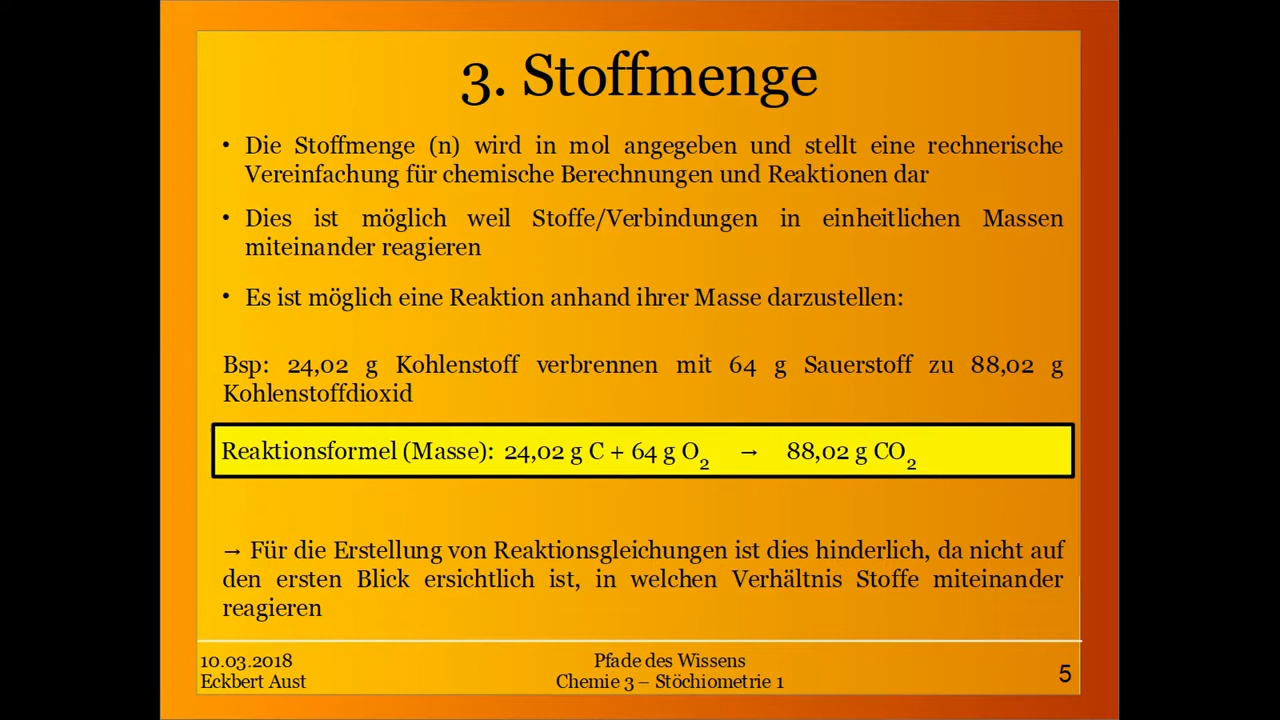 3. Stoffmenge
• Die Stoffmenge (n) wird in mol angegeben und stellt eine rechnerische
Vereinfachung für chemische Berechnungen und Reaktionen dar
• Dies ist möglich weil Stoffe/Verbindungen in einheitlichen Massen
miteinander reagieren
• Es ist möglich eine Reaktion anhand ihrer Masse darzustellen:
Bsp: 24,02 g Kohlenstoff verbrennen mit 64 g Sauerstoff zu 88,02 g
Kohlenstoffdioxid
Reaktionsformel (Masse): 24,02 g C + 64 g O₂ → 88,02 g CO₂
→ Für die Erstellung von Reaktionsgleichungen ist dies hinderlich, da nicht auf
den ersten Blick ersichtlich ist, in welchen Verhältnis Stoffe miteinander
reagieren
10.03.2018
Eckbert Aust
Pfade des Wissens
Chemie 3 – Stöchiometrie 1
5